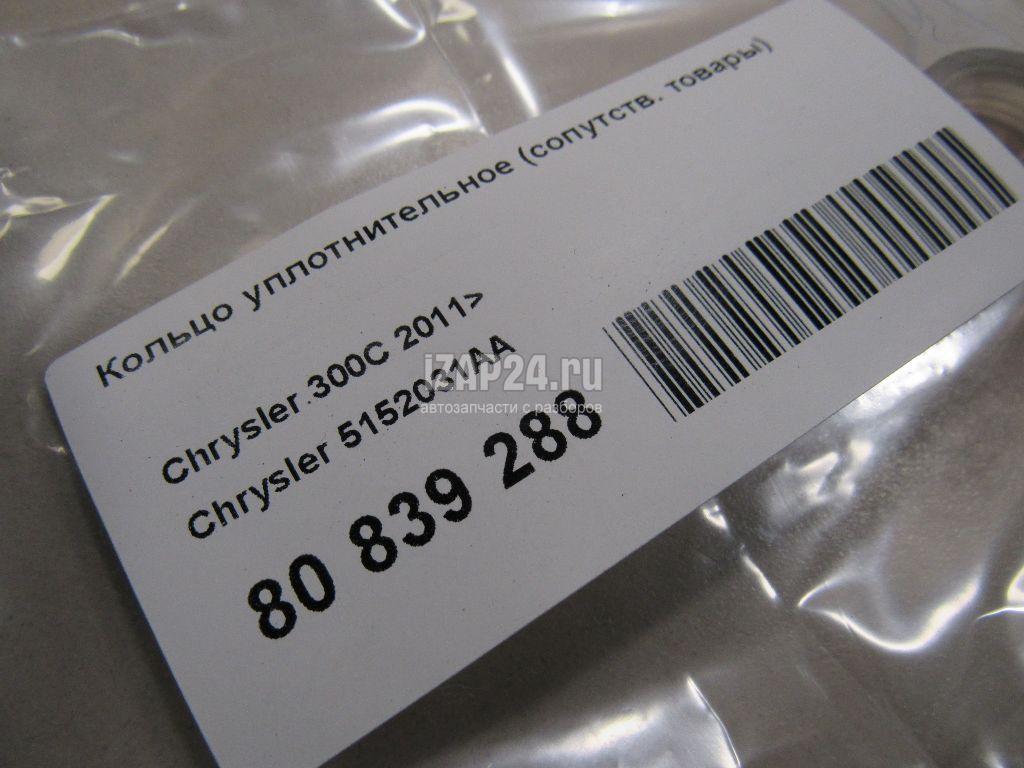 Кольцо уплотнительное (сопутств. товары)
Chrysler 300C 2011>
Chrysler 5152031AA
80 839 288
iZAP24.ru
автозапчасти с разборов